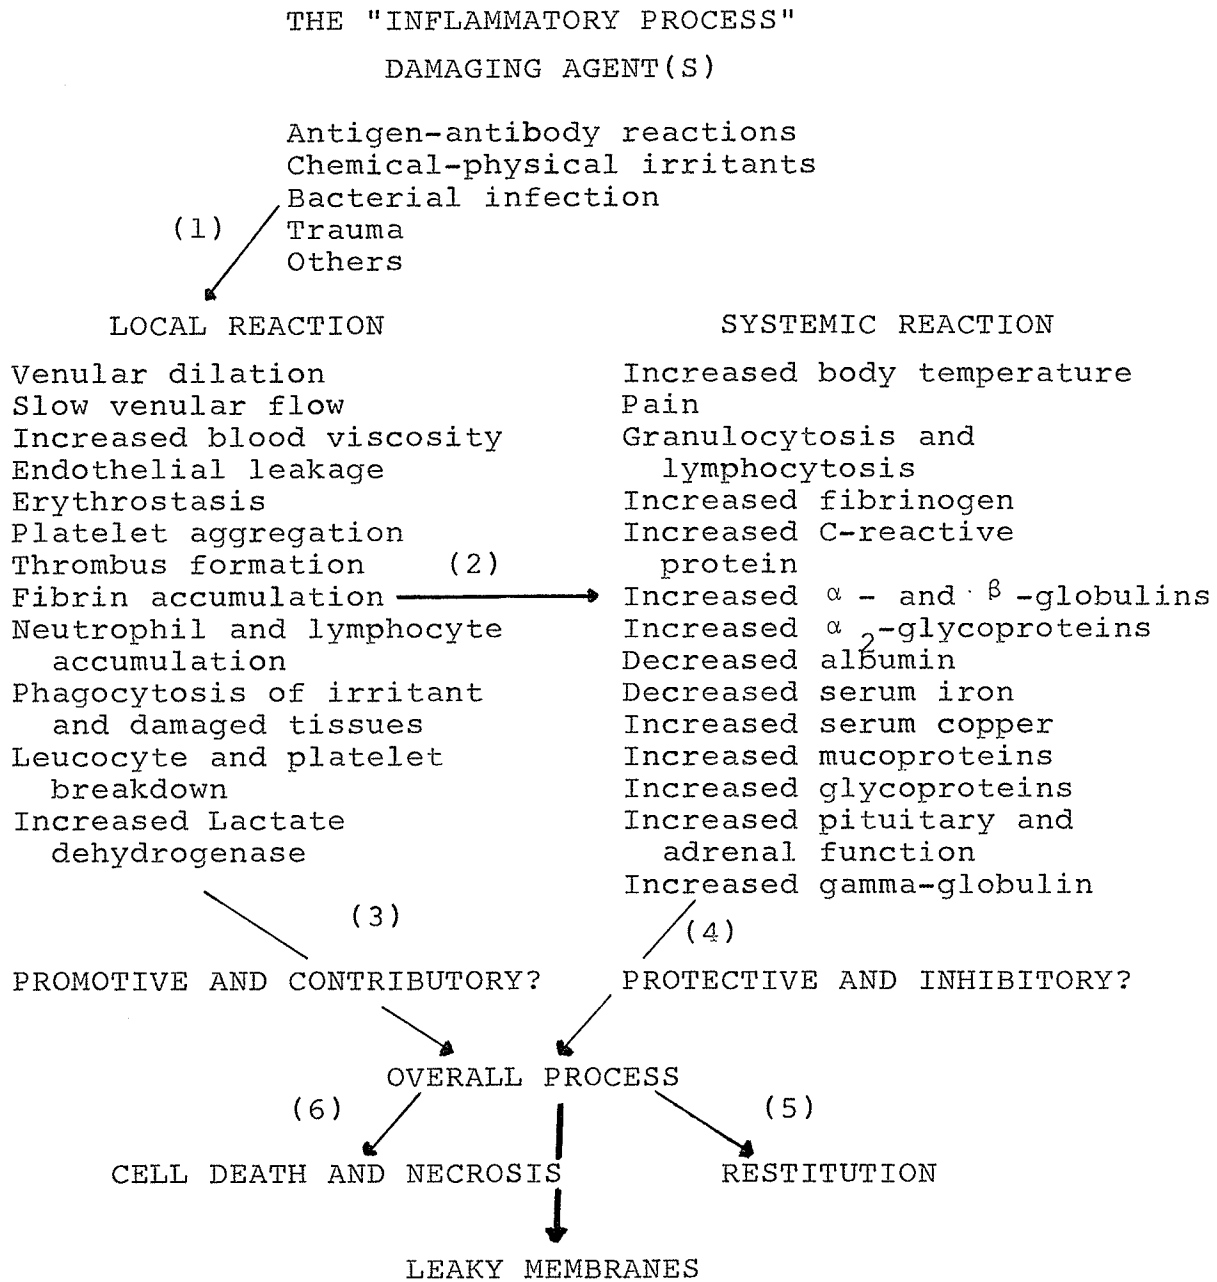 THE "INFLAMMATORY PROCESS"
DAMAGING AGENT(S)
Antigen-antibody reactions
Chemical-physical irritants
Bacterial infection
(1)
Trauma
Others
LOCAL REACTION
Venular dilation
Slow venular flow
Increased blood viscosity
Endothelial leakage
Erythrostasis
Platelet aggregation
Thrombus formation
Fibrin accumulation
Neutrophil and lymphocyte
accumulation
Phagocytosis of irritant
and damaged tissues
Leucocyte and platelet
breakdown
Increased Lactate
dehydrogenase
(2)
SYSTEMIC REACTION
Increased body temperature
Pain
Granulocytosis and
lymphocytosis
Increased fibrinogen
Increased C-reactive
protein
Increased α - and β -globulins
Increased α 2-glycoproteins
Decreased albumin
Decreased serum iron
Increased serum copper
Increased mucoproteins
Increased glycoproteins
Increased pituitary and
adrenal function
Increased gamma-globulin
(3)
(4)
PROMOTIVE AND CONTRIBUTORY?
PROTECTIVE AND INHIBITORY?
OVERALL PROCESS
(6)
(5)
CELL DEATH AND NECROSIS
RESTITUTION
LEAKY MEMBRANES